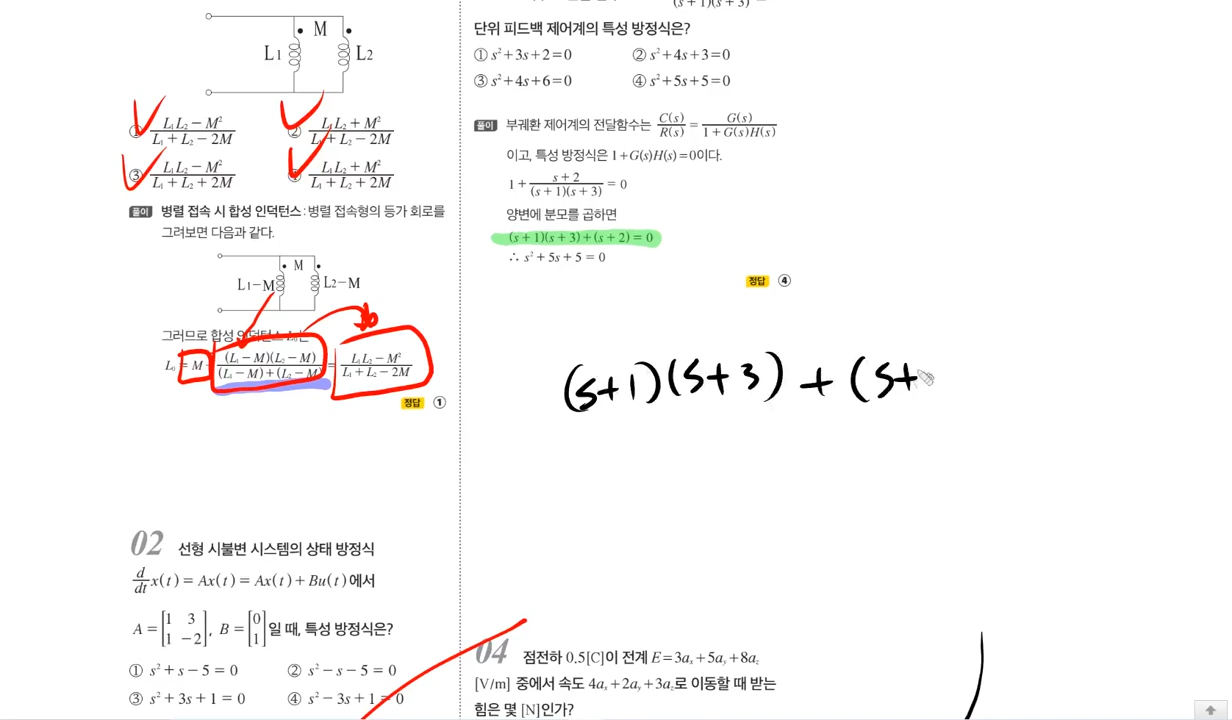 M
L1
L2
① L₁L₂－M² / L₁＋L₂－2M
② L₁L₂＋M² / L₁＋L₂－2M
③ L₁L₂－M² / L₁＋L₂＋2M
L₁L₂＋M² / L₁＋L₂＋2M
풀이 병렬 접속 시 합성 인덕턴스 : 병렬 접속형의 등가 회로를
그려보면 다음과 같다.
M
L1－M
L2－M
그러므로 합성
= M (L₁－M)(L₂－M) / (L₁－M)＋(L₂－M) = L₁L₂－M² / L₁＋L₂－2M
정답 ①
02 선형 시불변 시스템의 상태 방정식
d/dt x(t) = Ax(t) = Ax(t)＋Bu(t)에서
A = [1 3; 1 －2], B = [0; 1]일 때, 특성 방정식은?
① s²＋s－5 = 0
② s²－s－5 = 0
③ s²＋3s＋1 = 0
④ s²－3s＋1 = 0
(s＋1)(s＋3)
단위 피드백 제어계의 특성 방정식은?
① s²＋3s＋2=0
② s²＋4s＋3=0
③ s²＋4s＋6=0
④ s²＋5s＋5=0
풀이 부궤환 제어계의 전달함수는 C(s)/R(s) = G(s)/1＋G(s)H(s)
이고, 특성 방정식은 1＋G(s)H(s)=0이다.
1＋ s＋2 / (s＋1)(s＋3) = 0
양변에 분모를 곱하면
(s＋1)(s＋3)＋(s＋2) = 0
∴ s²＋5s＋5 = 0
정답 ④
(s+1)(s+3) + (s+
04 점전하 0.5[C]이 전계 E=3aₓ＋5aᵧ＋8a_z
[V/m] 중에서 속도 4aₓ＋2aᵧ＋3a_z로 이동할 때 받는
힘은 몇 [N]인가?